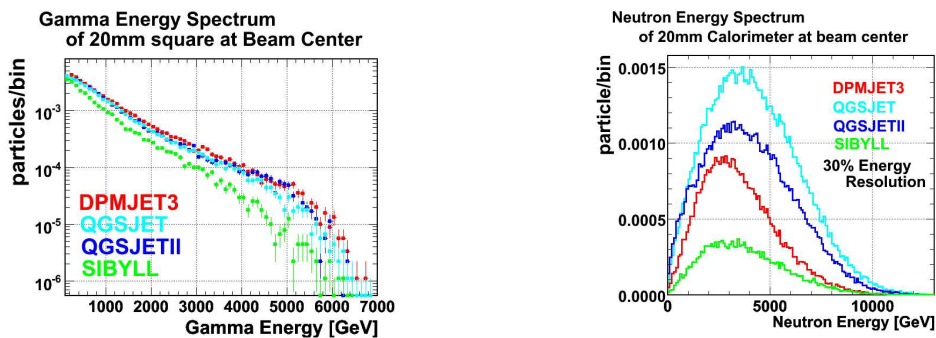 Gamma Energy Spectrum
of 20mm square at Beam Center
particles/bin
10-3
10-4
10-5
10-6
DPMJET3
QGSJET
QGSJETII
SIBYLL
0 1000 2000 3000 4000 5000 6000 7000
Gamma Energy [GeV]
Neutron Energy Spectrum
of 20mm Calorimeter at beam center
particle/bin
0.0015
0.0010
0.0005
0.0000
DPMJET3
QGSJET
QGSJETII
SIBYLL
30% Energy
Resolution
0 5000 10000
Neutron Energy [GeV]